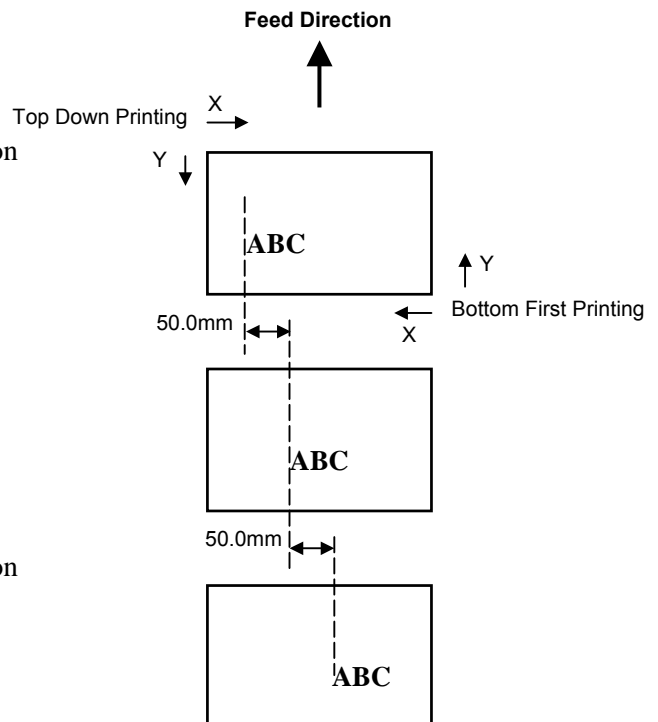 Feed Direction
X
Top Down Printing
on
Y
ABC
Y
50.0mm
Bottom First Printing
X
ABC
50.0mm
on
ABC